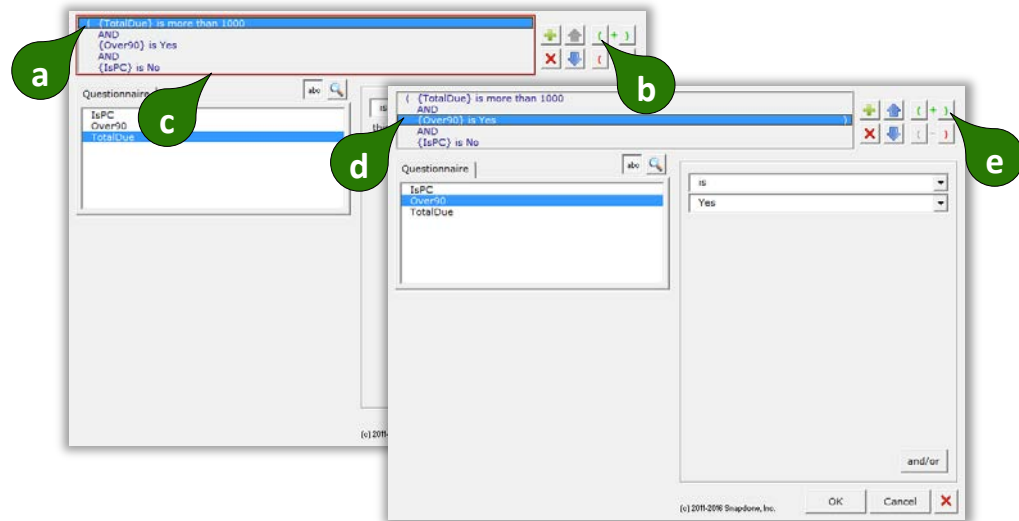 ( {TotalDue} is more than 1000
AND
{Over90} is Yes
AND
{IsPC} is No
( + )
(
a
b
c
Questionnaire
abc
IsPC
Over90
TotalDue
is
(c) 2011-
( {TotalDue} is more than 1000
AND
{Over90} is Yes )
AND
{IsPC} is No
( + )
( - )
d
e
Questionnaire
abc
IsPC
Over90
TotalDue
is
Yes
and/or
(c) 2011-2016 Snapdone, Inc.
OK
Cancel